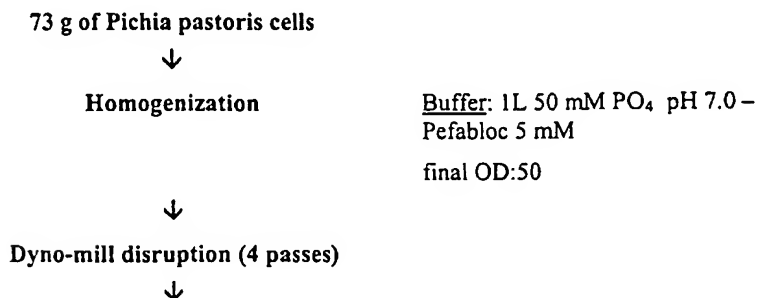 73 g of Pichia pastoris cells
↓
Homogenization
Buffer: 1L 50 mM PO₄ pH 7.0 –
Pefabloc 5 mM
final OD:50
↓
Dyno-mill disruption (4 passes)
↓